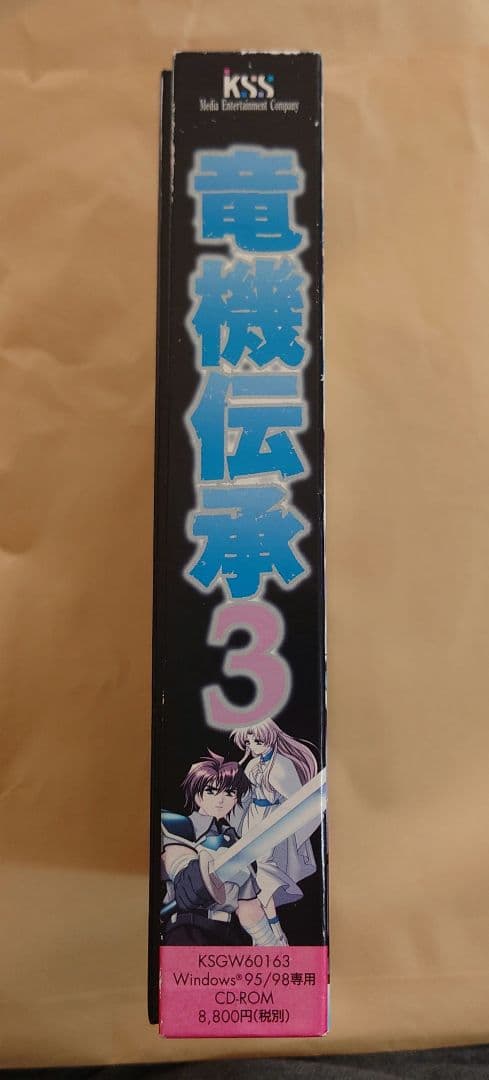 KSS
Media Entertainment Company
竜機伝承3
KSGW60163
Windows®95/98専用
CD-ROM
8,800円(税別)